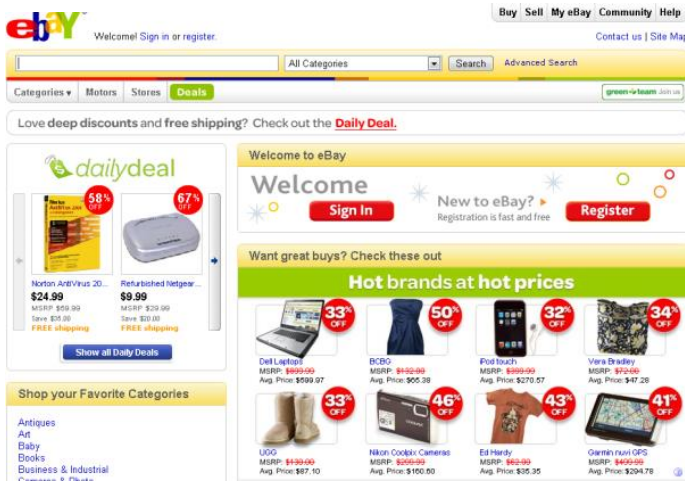 Buy Sell My eBay Community Help
ebay
Welcome! Sign in or register.
Contact us | Site Map
All Categories
Search
Advanced Search
Categories Motors Stores Deals
green team Join us
Love deep discounts and free shipping? Check out the Daily Deal.
dailydeal
58% OFF
67% OFF
Norton AntiVirus 20...
Refurbished Netgear...
$24.99
$9.99
MSRP $59.99
MSRP $29.99
Save $35.00
Save $20.00
FREE shipping
FREE shipping
Show all Daily Deals
Shop your Favorite Categories
Antiques
Art
Baby
Books
Business & Industrial
Cameras & Photo
Welcome to eBay
Welcome
Sign In
New to eBay?
Registration is fast and free
Register
Want great buys? Check these out
Hot brands at hot prices
33% OFF
50% OFF
32% OFF
34% OFF
Dell Laptops
BCBG
iPod touch
Vera Bradley
MSRP: $899.99
MSRP: $132.00
MSRP: $399.99
MSRP: $72.00
Avg. Price: $599.97
Avg. Price: $65.38
Avg. Price: $270.57
Avg. Price: $47.28
33% OFF
46% OFF
43% OFF
41% OFF
UGG
Nikon Coolpix Cameras
Ed Hardy
Garmin nuvi GPS
MSRP: $130.00
MSRP: $299.99
MSRP: $62.00
MSRP: $499.99
Avg. Price: $87.10
Avg. Price: $160.60
Avg. Price: $35.35
Avg. Price: $294.78